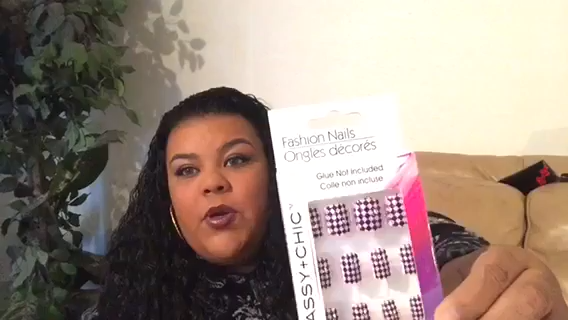 Fashion Nails
Ongles décorés
Glue Not Included
Colle non incluse
ASSY+CHIC